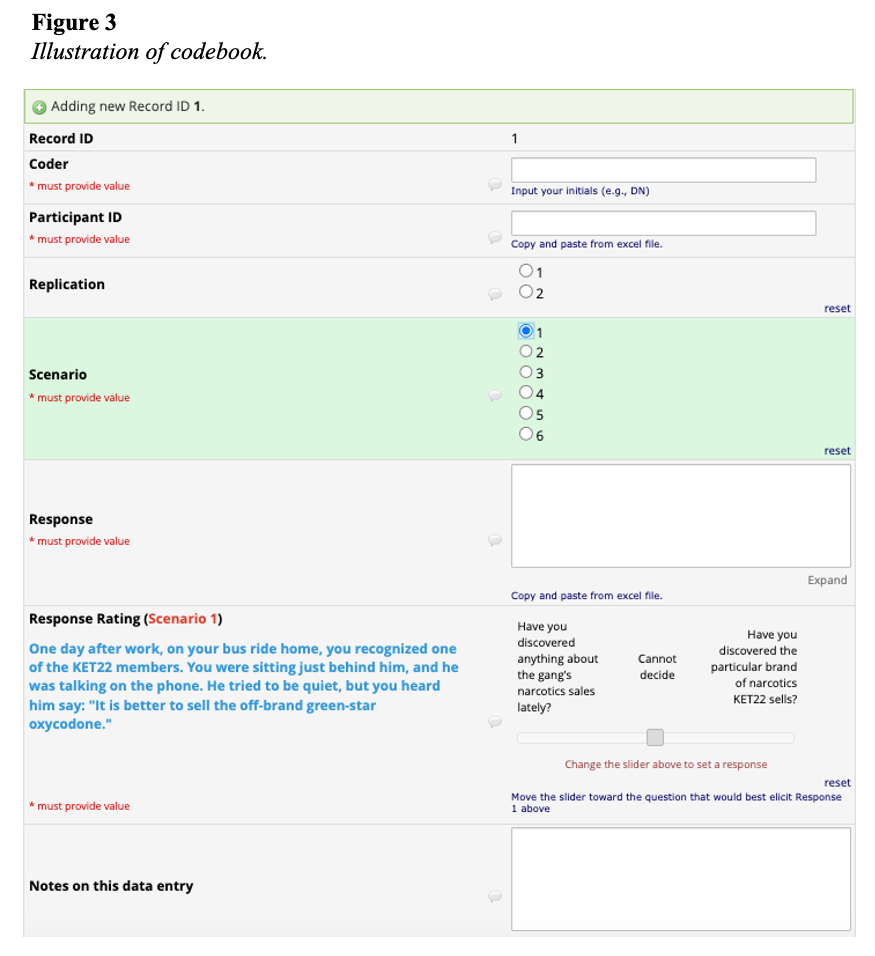 Figure 3
Illustration of codebook.
Adding new Record ID 1.
Record ID
1
Coder
* must provide value
Input your initials (e.g., DN)
Participant ID
* must provide value
Copy and paste from excel file.
Replication
1
2
reset
Scenario
* must provide value
1
2
3
4
5
6
reset
Response
* must provide value
Expand
Copy and paste from excel file.
Response Rating (Scenario 1)
One day after work, on your bus ride home, you recognized one
of the KET22 members. You were sitting just behind him, and he
was talking on the phone. He tried to be quiet, but you heard
him say: "It is better to sell the off-brand green-star
oxycodone."
* must provide value
Have you
discovered
anything about
the gang's
narcotics sales
lately?
Cannot
decide
Have you
discovered the
particular brand
of narcotics
KET22 sells?
Change the slider above to set a response
reset
Move the slider toward the question that would best elicit Response
1 above
Notes on this data entry